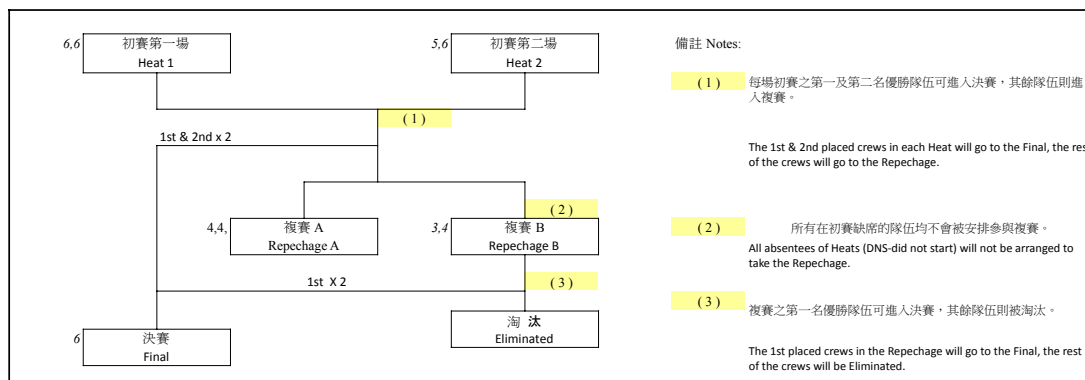 6,6
初賽第一場
Heat 1
5,6
初賽第二場
Heat 2
( 1 )
1st & 2nd x 2
( 2 )
4,4,
複賽 A
Repechage A
3,4
複賽 B
Repechage B
1st X 2
( 3 )
6
決賽
Final
淘 汰
Eliminated
備註 Notes:
( 1 )
每場初賽之第一及第二名優勝隊伍可進入決賽，其餘隊伍則進
入複賽。
The 1st & 2nd placed crews in each Heat will go to the Final, the res
of the crews will go to the Repechage.
( 2 )
所有在初賽缺席的隊伍均不會被安排參與複賽。
All absentees of Heats (DNS-did not start) will not be arranged to
take the Repechage.
( 3 )
複賽之第一名優勝隊伍可進入決賽，其餘隊伍則被淘汰。
The 1st placed crews in the Repechage will go to the Final, the rest
of the crews will be Eliminated.